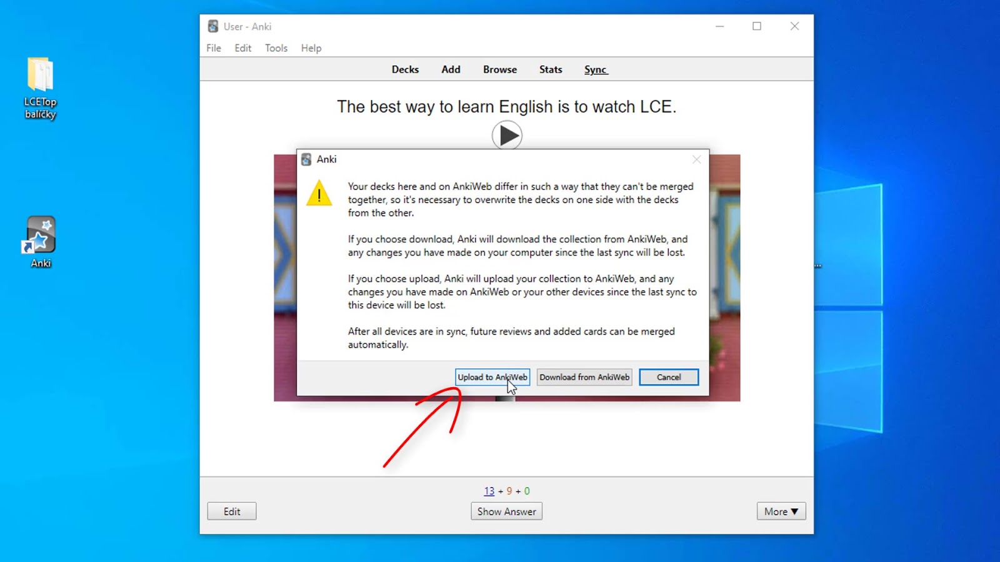 User - Anki
File Edit Tools Help
Decks Add Browse Stats Sync
The best way to learn English is to watch LCE.
LCETop
balíčky
Anki
Anki
Your decks here and on AnkiWeb differ in such a way that they can't be merged
together, so it's necessary to overwrite the decks on one side with the decks
from the other.
If you choose download, Anki will download the collection from AnkiWeb, and
any changes you have made on your computer since the last sync will be lost.
If you choose upload, Anki will upload your collection to AnkiWeb, and any
changes you have made on AnkiWeb or your other devices since the last sync to
this device will be lost.
After all devices are in sync, future reviews and added cards can be merged
automatically.
Upload to AnkiWeb Download from AnkiWeb Cancel
13 + 9 + 0
Edit Show Answer More ▼
...